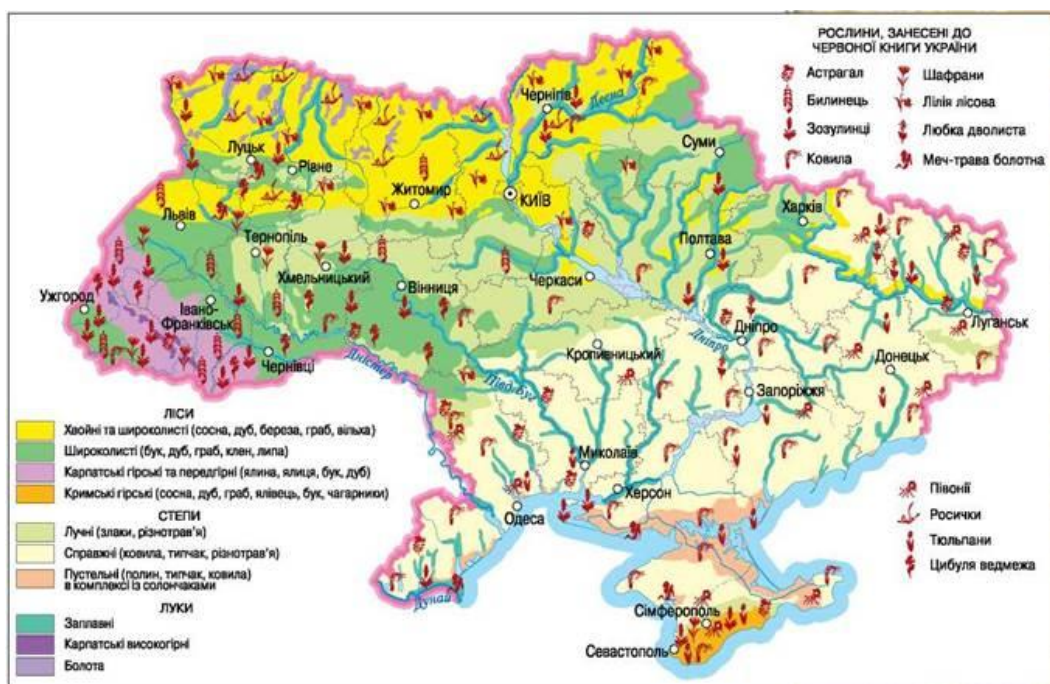 РОСЛИНИ, ЗАНЕСЕНІ ДО
ЧЕРВОНОЇ КНИГИ УКРАЇНИ
Астрагал
Билинець
Зозулинці
Ковила
Шафрани
Лілія лісова
Любка дволиста
Меч-трава болотна
Чернігів
Десна
Луцьк
Рівне
Суми
Житомир
КИЇВ
Харків
Львів
Тернопіль
Хмельницький
Полтава
Вінниця
Черкаси
Ужгород
Івано-
Франківськ
Луганськ
Чернівці
Дністер
Півд. Буг
Кропивницький
Дніпро
Дніпро
Донецьк
Запоріжжя
Миколаїв
Херсон
Одеса
Дунай
Сімферополь
Севастополь
ЛІСИ
Хвойні та широколисті (сосна, дуб, береза, граб, вільха)
Широколисті (бук, дуб, граб, клен, липа)
Карпатські гірські та передгірні (ялина, ялиця, бук, дуб)
Кримські гірські (сосна, дуб, граб, ялівець, бук, чагарники)
СТЕПИ
Лучні (злаки, різнотрав’я)
Справжні (ковила, типчак, різнотрав’я)
Пустельні (полин, типчак, ковила)
в комплексі із солончаками
ЛУКИ
Заплавні
Карпатські високогірні
Болота
Півонії
Росички
Тюльпани
Цибуля ведмежа